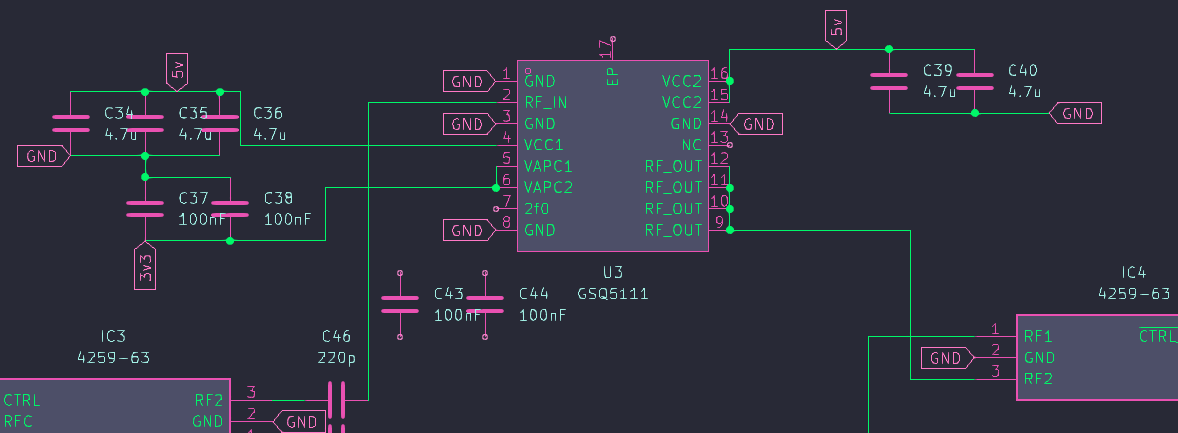 5v
C34
4.7u
C35
4.7u
C36
4.7u
GND
C37
100nF
C38
100nF
3v3
17
EP
GND 1 GND
2 RF_IN
GND 3 GND
4 VCC1
5 VAPC1
6 VAPC2
7 2f0
GND 8 GND
VCC2 16
VCC2 15
GND 14 GND
NC 13
RF_OUT 12
RF_OUT 11
RF_OUT 10
RF_OUT 9
U3
GSQ5111
5v
C39
4.7u
C40
4.7u
GND
C43
100nF
C44
100nF
IC3
4259-63
C46
220p
CTRL
RFC
RF2 3
GND 2 GND
IC4
4259-63
1 RF1
GND 2 GND
3 RF2
CTRL_